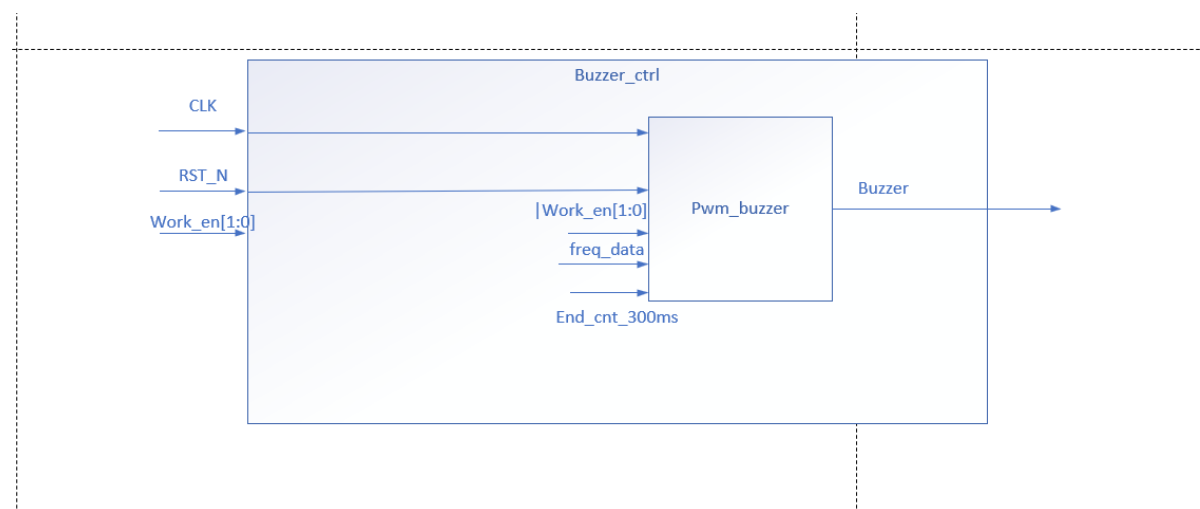 Buzzer_ctrl
CLK
RST_N
Work_en[1:0]
|Work_en[1:0]
freq_data
End_cnt_300ms
Pwm_buzzer
Buzzer